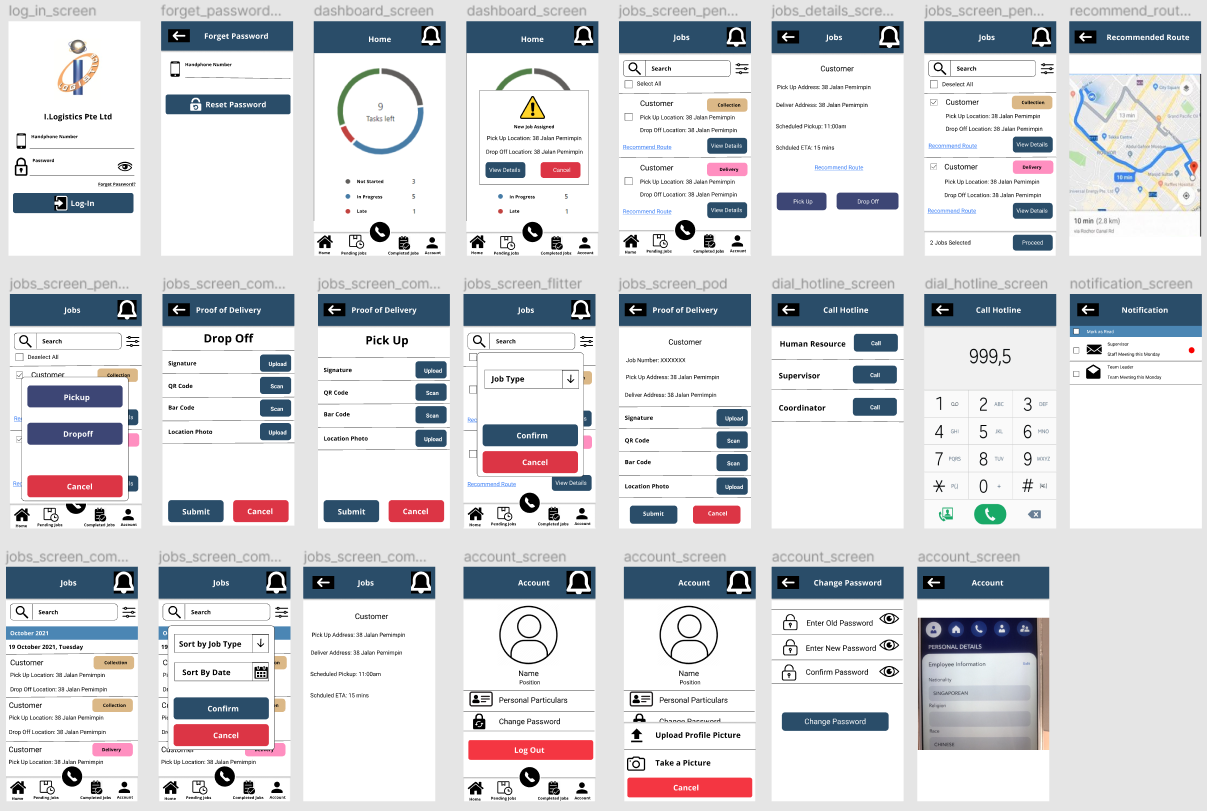 log_in_screen
I.Logistics Pte Ltd
Handphone Number
Password
Forget Password?
Log-In
forget_password...
Forget Password
Handphone Number
Reset Password
dashboard_screen
Home
9
Tasks left
Not Started 3
In Progress 5
Late 1
Home
Pending Jobs
Completed Jobs
Account
dashboard_screen
Home
New Job Assigned
Pick Up Location: 38 Jalan Pemimpin
Drop Off Location: 38 Jalan Pemimpin
View Details
Cancel
In Progress 5
Late 1
Home
Pending Jobs
Completed Jobs
Account
jobs_screen_pen...
Jobs
Search
Select All
Customer
Collection
Pick Up Location: 38 Jalan Pemimpin
Drop Off Location: 38 Jalan Pemimpin
Recommend Route
View Details
Customer
Delivery
Pick Up Location: 38 Jalan Pemimpin
Drop Off Location: 38 Jalan Pemimpin
Recommend Route
View Details
Home
Pending Jobs
Completed Jobs
Account
jobs_details_scre...
Jobs
Customer
Pick Up Address: 38 Jalan Pemimpin
Deliver Address: 38 Jalan Pemimpin
Scheduled Pickup: 11:00am
Schduled ETA: 15 mins
Recommend Route
Pick Up
Drop Off
jobs_screen_pen...
Jobs
Search
Deselect All
Customer
Collection
Pick Up Location: 38 Jalan Pemimpin
Drop Off Location: 38 Jalan Pemimpin
Recommend Route
View Details
Customer
Delivery
Pick Up Location: 38 Jalan Pemimpin
Drop Off Location: 38 Jalan Pemimpin
Recommend Route
View Details
2 Jobs Selected
Proceed
recommend_rout...
Recommended Route
City Square
13 min
10 min
10 min (2.8 km)
via Rochor Canal Rd
jobs_screen_pen...
Jobs
Search
Deselect All
Customer
Collection
Pickup
Dropoff
Cancel
Home
Pending Jobs
Completed Jobs
Account
jobs_screen_com...
Proof of Delivery
Drop Off
Signature
Upload
QR Code
Scan
Bar Code
Scan
Location Photo
Upload
Submit
Cancel
jobs_screen_com...
Proof of Delivery
Pick Up
Signature
Upload
QR Code
Scan
Bar Code
Scan
Location Photo
Upload
Submit
Cancel
jobs_screen_flitter
Jobs
Search
Job Type
Confirm
Cancel
Recommend Route
View Details
Home
Pending Jobs
Completed Jobs
Account
jobs_screen_pod
Proof of Delivery
Customer
Job Number: XXXXXXX
Pick Up Address: 38 Jalan Pemimpin
Deliver Address: 38 Jalan Pemimpin
Signature
Upload
QR Code
Scan
Bar Code
Scan
Location Photo
Upload
Submit
Cancel
dial_hotline_screen
Call Hotline
Human Resource
Call
Supervisor
Call
Coordinator
Call
dial_hotline_screen
Call Hotline
999,5
1 2 ABC 3 DEF
4 GHI 5 JKL 6 MNO
7 PQRS 8 TUV 9 WXYZ
* 0 + #
notification_screen
Notification
Mark as Read
Supervisor
Staff Meeting this Monday
Team Leader
Team Meeting this Monday
jobs_screen_com...
Jobs
Search
October 2021
19 October 2021, Tuesday
Customer
Collection
Pick Up Location: 38 Jalan Pemimpin
Drop Off Location: 38 Jalan Pemimpin
Customer
Collection
Pick Up Location: 38 Jalan Pemimpin
Drop Off Location: 38 Jalan Pemimpin
Customer
Delivery
Pick Up Location: 38 Jalan Pemimpin
Home
Pending Jobs
Completed Jobs
Account
jobs_screen_com...
Jobs
Search
Sort by Job Type
Sort By Date
Confirm
Cancel
Pick Up Location: 38 Jalan Pemimpin
Home
Pending Jobs
Completed Jobs
Account
jobs_screen_com...
Jobs
Customer
Pick Up Address: 38 Jalan Pemimpin
Deliver Address: 38 Jalan Pemimpin
Scheduled Pickup: 11:00am
Schduled ETA: 15 mins
account_screen
Account
Name
Position
Personal Particulars
Change Password
Log Out
Home
Pending Jobs
Completed Jobs
Account
account_screen
Account
Name
Position
Personal Particulars
Change Password
Upload Profile Picture
Take a Picture
Cancel
account_screen
Change Password
Enter Old Password
Enter New Password
Confirm Password
Change Password
account_screen
Account
PERSONAL DETAILS
Employee Information
Nationality
SINGAPOREAN
Religion
Race
CHINESE